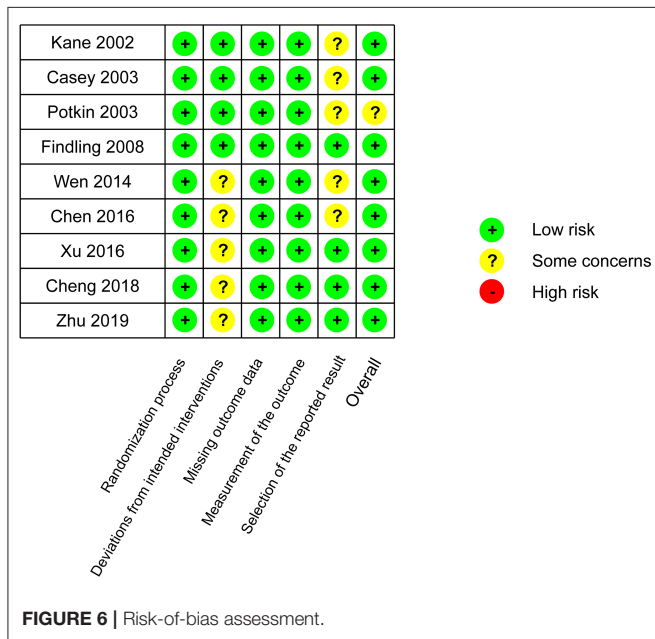 Kane 2002 + + + + ? +
Casey 2003 + + + + ? +
Potkin 2003 + + + + ? ?
Findling 2008 + + + + + +
Wen 2014 + ? + + ? +
Chen 2016 + ? + + ? +
Xu 2016 + ? + + + +
Cheng 2018 + ? + + + +
Zhu 2019 + ? + + + +
+ Low risk
? Some concerns
- High risk
Randomization process
Deviations from intended interventions
Missing outcome data
Measurement of the outcome
Selection of the reported result
Overall
FIGURE 6 | Risk-of-bias assessment.